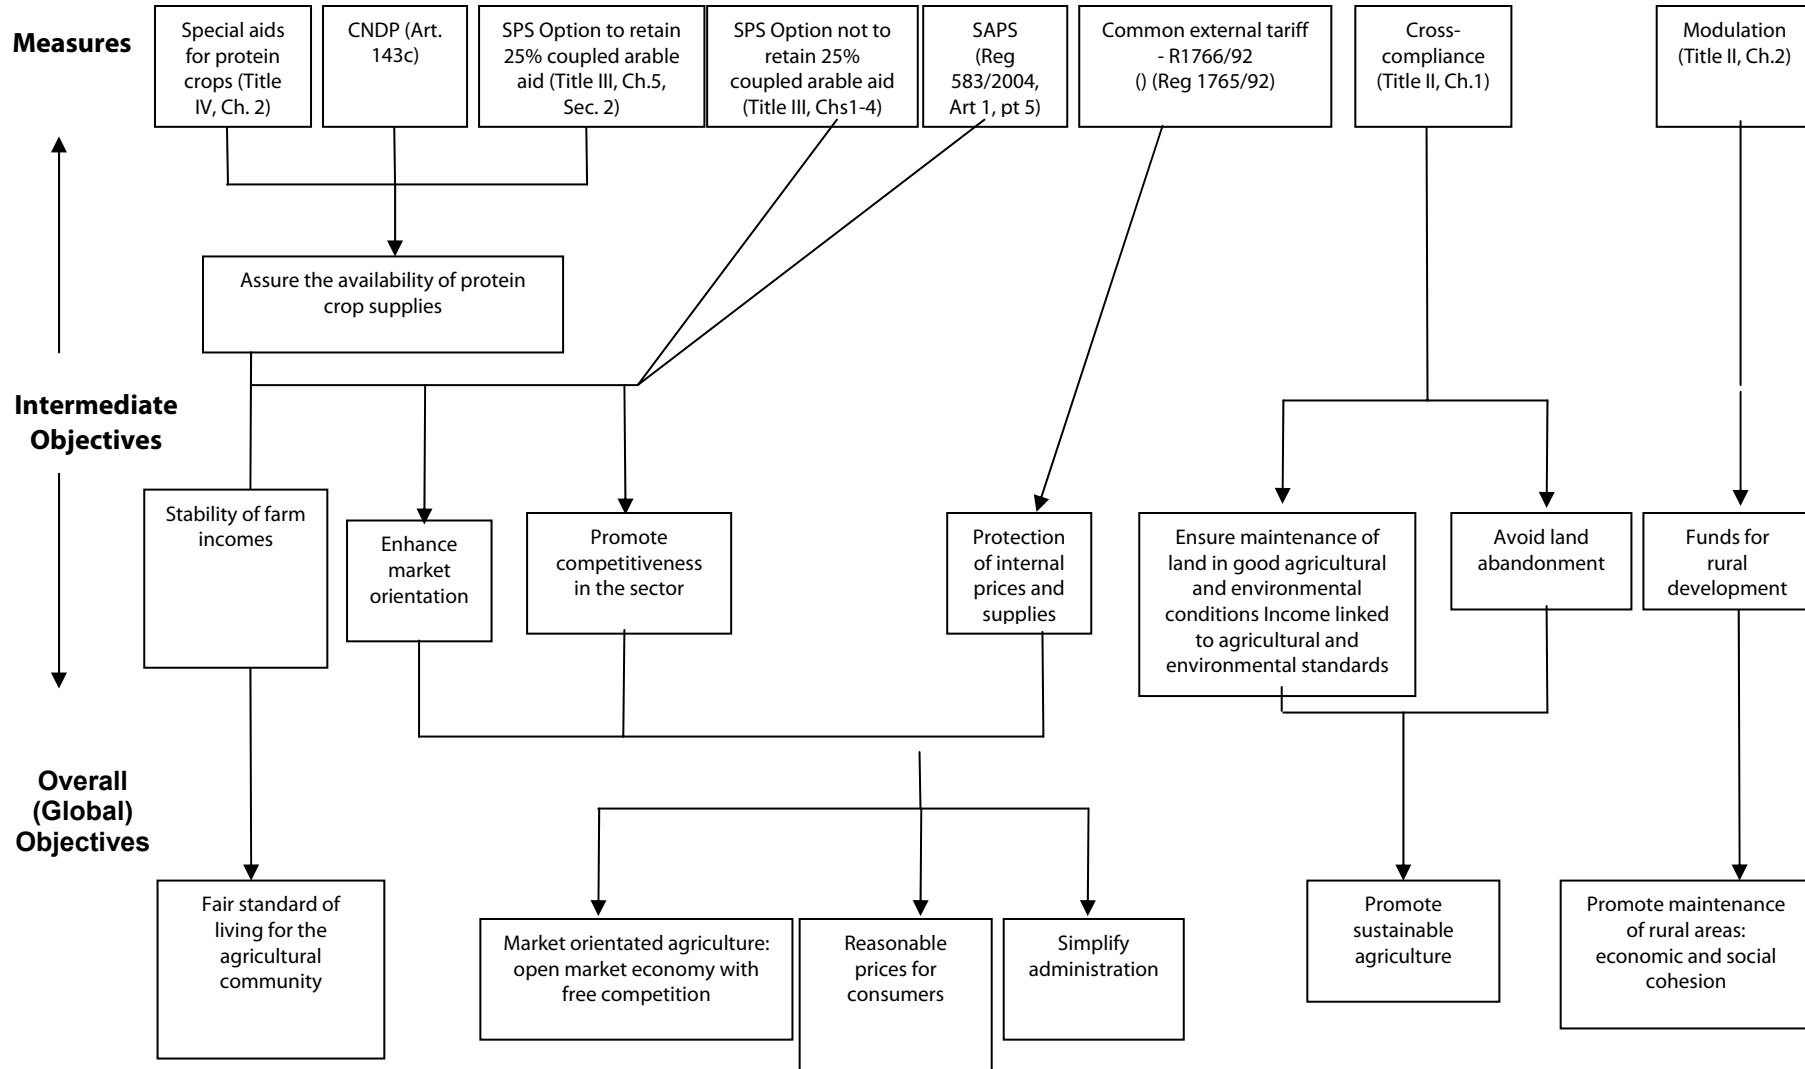 Measures
Special aids
for protein
crops (Title
IV, Ch. 2)
CNDP (Art.
143c)
SPS Option to retain
25% coupled arable
aid (Title III, Ch.5,
Sec. 2)
SPS Option not to
retain 25%
coupled arable aid
(Title III, Chs1-4)
SAPS
(Reg
583/2004,
Art 1, pt 5)
Common external tariff
- R1766/92
() (Reg 1765/92)
Cross-
compliance
(Title II, Ch.1)
Modulation
(Title II, Ch.2)
Assure the availability of protein
crop supplies
Intermediate
Objectives
Stability of farm
incomes
Enhance
market
orientation
Promote
competitiveness
in the sector
Protection
of internal
prices and
supplies
Ensure maintenance of
land in good agricultural
and environmental
conditions Income linked
to agricultural and
environmental standards
Avoid land
abandonment
Funds for
rural
development
Overall
(Global)
Objectives
Fair standard of
living for the
agricultural
community
Market orientated agriculture:
open market economy with
free competition
Reasonable
prices for
consumers
Simplify
administration
Promote
sustainable
agriculture
Promote maintenance
of rural areas:
economic and social
cohesion